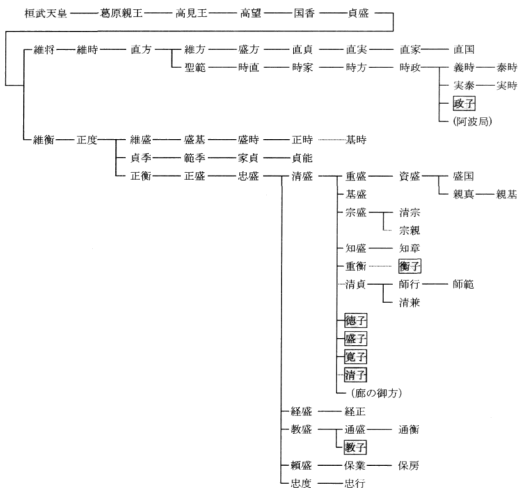 桓武天皇 葛原親王 高見王 高望 国香 貞盛
維将 維時 直方 維方 盛方 直貞 直実 直家 直国
聖範 時直 時家 時方 時政 義時 泰時
実泰 実時
政子
(阿波局)
維衡 正度 維盛 盛基 盛時 正時 基時
貞季 範季 家貞 貞能
正衡 正盛 忠盛 清盛 重盛 資盛 盛国
基盛 親真 親基
宗盛 清宗
宗親
知盛 知章
重衡 衡子
清貞 師行 師範
清兼
徳子
盛子
寛子
清子
(廊の御方)
経盛 経正
教盛 通盛 通衡
教子
頼盛 保業 保房
忠度 忠行